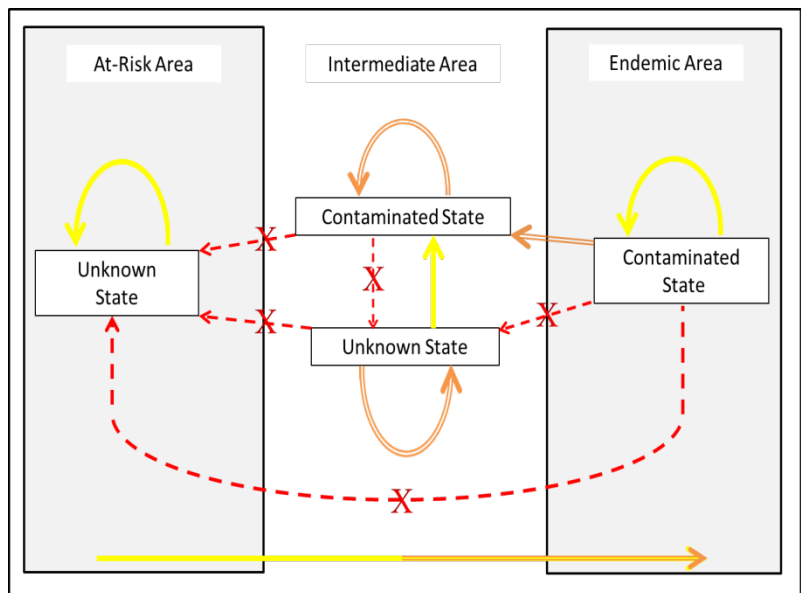 At-Risk Area
Intermediate Area
Endemic Area
Contaminated State
X
Unknown
State
X
Contaminated
State
X
X
Unknown State
X